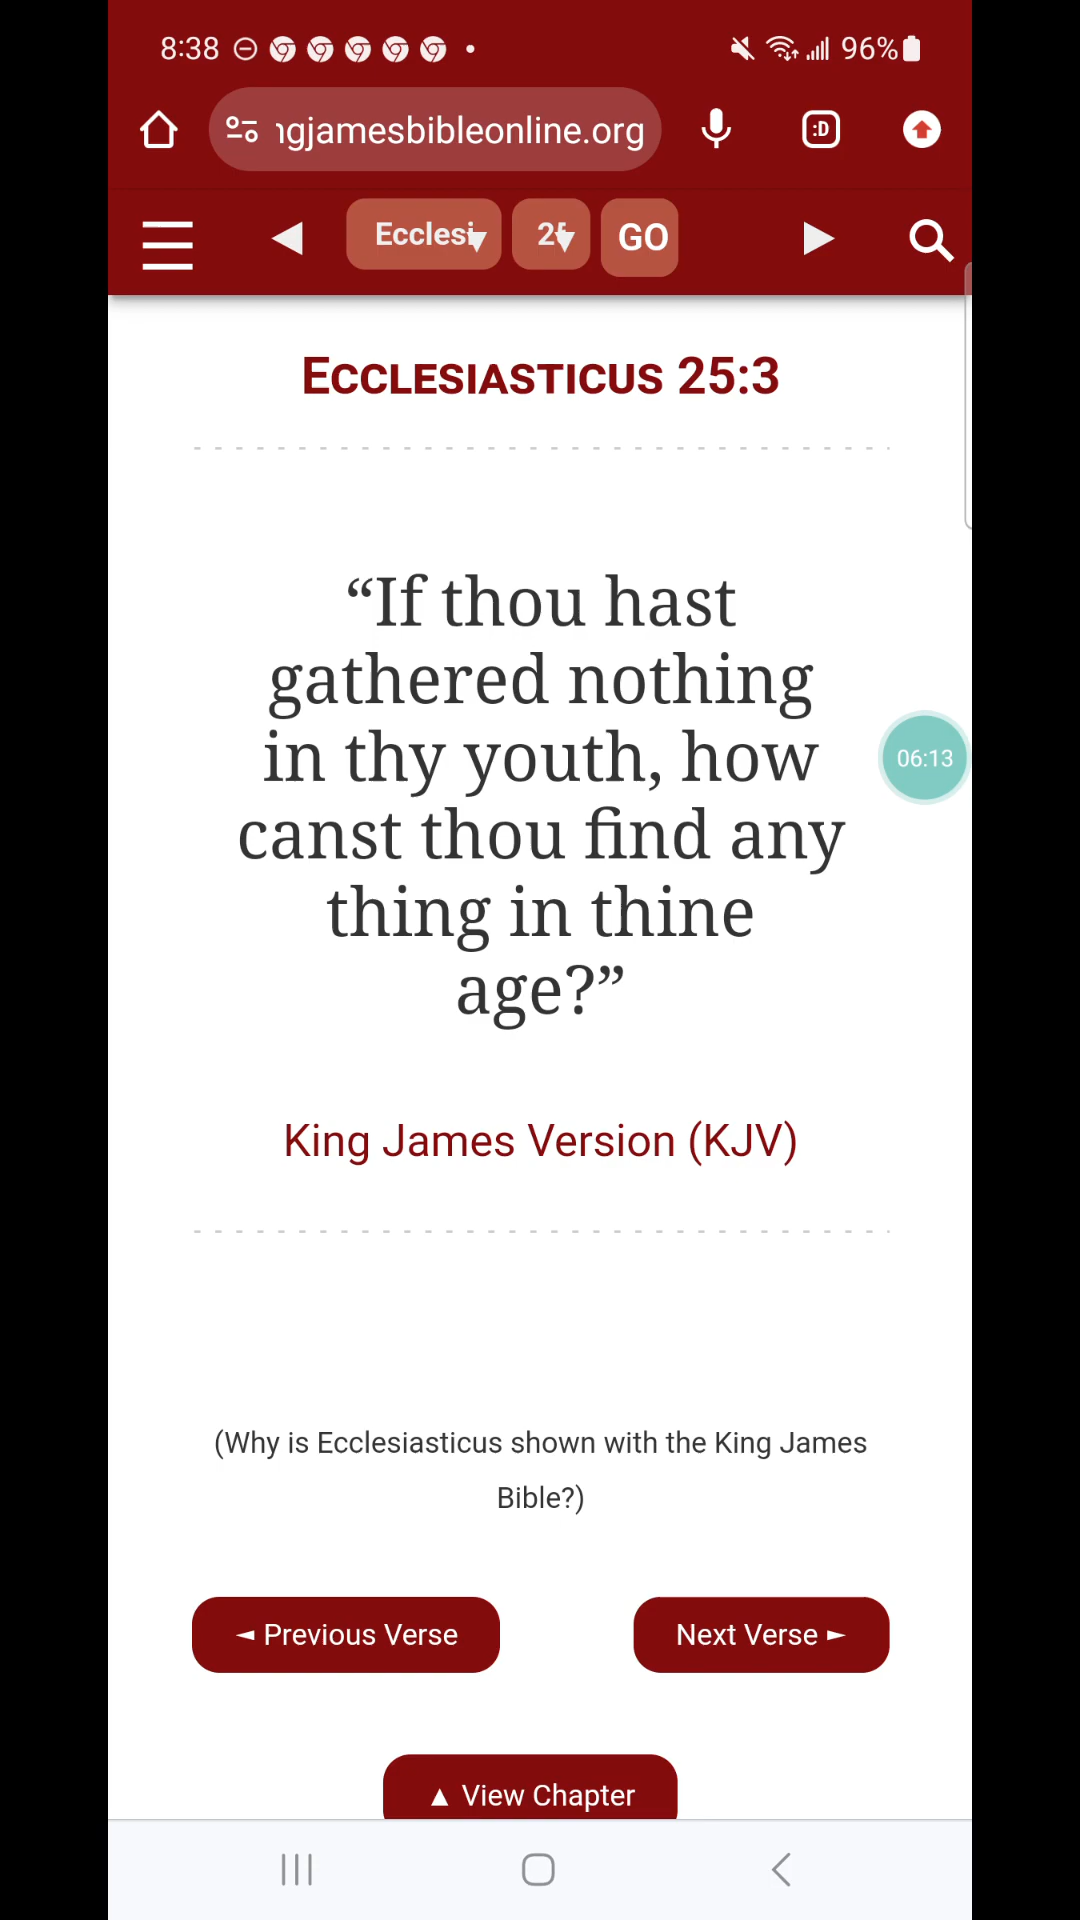 8:38 96%
ngjamesbibleonline.org :D
Ecclesi GO
ECCLESIASTICUS 25:3
“If thou hast
gathered nothing
in thy youth, how
canst thou find any
thing in thine
age?”
06:13
King James Version (KJV)
(Why is Ecclesiasticus shown with the King James
Bible?)
◄ Previous Verse Next Verse ►
▲ View Chapter